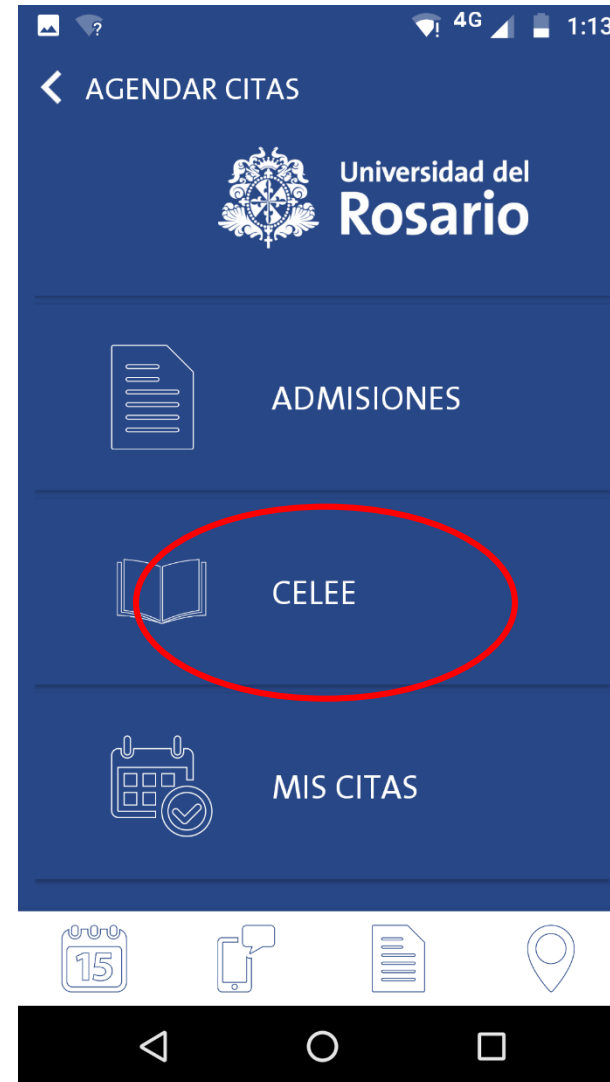 ? ! 4G 1:13
AGENDAR CITAS
Universidad del
Rosario
ADMISIONES
CELEE
MIS CITAS
15